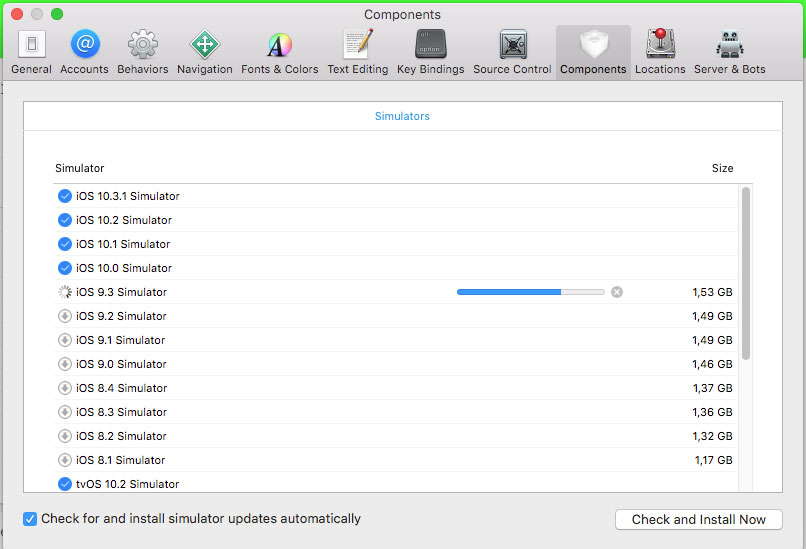 Components
General Accounts Behaviors Navigation Fonts & Colors Text Editing Key Bindings Source Control Components Locations Server & Bots
alt
option
Simulators
Simulator Size
iOS 10.3.1 Simulator
iOS 10.2 Simulator
iOS 10.1 Simulator
iOS 10.0 Simulator
iOS 9.3 Simulator 1,53 GB
iOS 9.2 Simulator 1,49 GB
iOS 9.1 Simulator 1,49 GB
iOS 9.0 Simulator 1,46 GB
iOS 8.4 Simulator 1,37 GB
iOS 8.3 Simulator 1,36 GB
iOS 8.2 Simulator 1,32 GB
iOS 8.1 Simulator 1,17 GB
tvOS 10.2 Simulator
Check for and install simulator updates automatically Check and Install Now